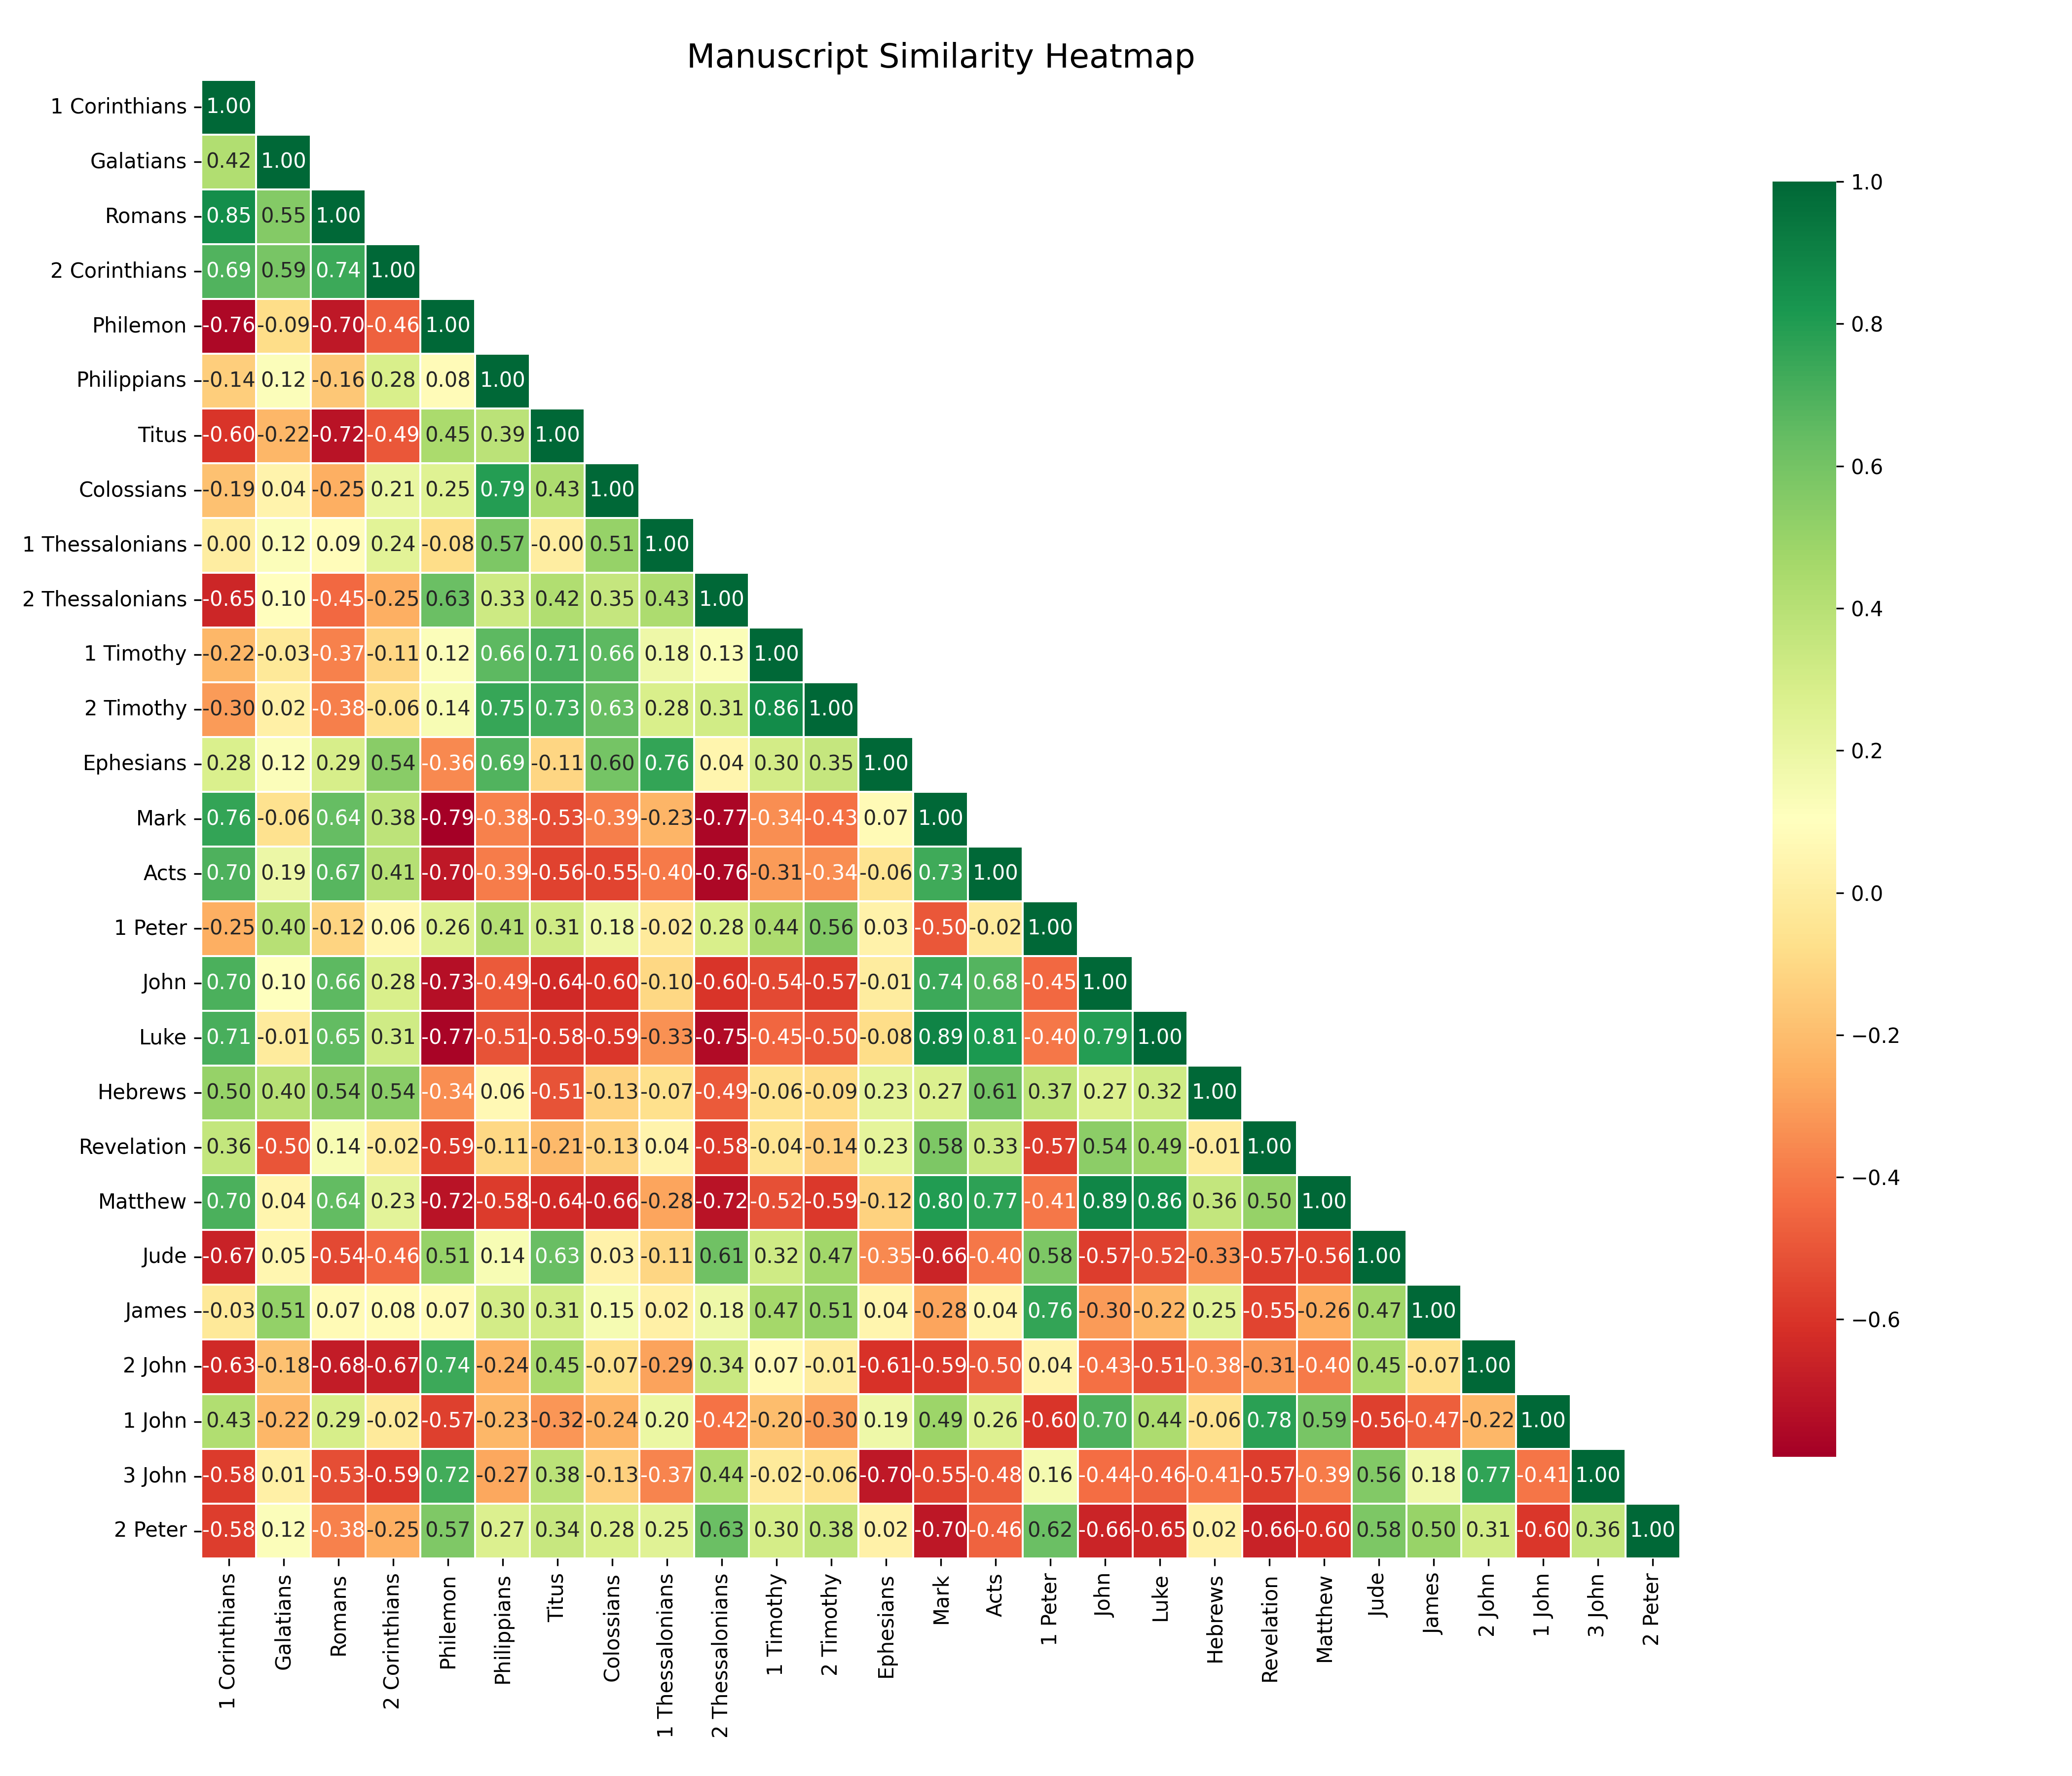 Manuscript Similarity Heatmap
1 Corinthians 1.00
Galatians 0.42 1.00
Romans 0.85 0.55 1.00
2 Corinthians 0.69 0.59 0.74 1.00
Philemon -0.76 -0.09 -0.70 -0.46 1.00
Philippians -0.14 0.12 -0.16 0.28 0.08 1.00
Titus -0.60 -0.22 -0.72 -0.49 0.45 0.39 1.00
Colossians -0.19 0.04 -0.25 0.21 0.25 0.79 0.43 1.00
1 Thessalonians 0.00 0.12 0.09 0.24 -0.08 0.57 -0.00 0.51 1.00
2 Thessalonians -0.65 0.10 -0.45 -0.25 0.63 0.33 0.42 0.35 0.43 1.00
1 Timothy -0.22 -0.03 -0.37 -0.11 0.12 0.66 0.71 0.66 0.18 0.13 1.00
2 Timothy -0.30 0.02 -0.38 -0.06 0.14 0.75 0.73 0.63 0.28 0.31 0.86 1.00
Ephesians 0.28 0.12 0.29 0.54 -0.36 0.69 -0.11 0.60 0.76 0.04 0.30 0.35 1.00
Mark 0.76 -0.06 0.64 0.38 -0.79 -0.38 -0.53 -0.39 -0.23 -0.77 -0.34 -0.43 0.07 1.00
Acts 0.70 0.19 0.67 0.41 -0.70 -0.39 -0.56 -0.55 -0.40 -0.76 -0.31 -0.34 -0.06 0.73 1.00
1 Peter -0.25 0.40 -0.12 0.06 0.26 0.41 0.31 0.18 -0.02 0.28 0.44 0.56 0.03 -0.50 -0.02 1.00
John 0.70 0.10 0.66 0.28 -0.73 -0.49 -0.64 -0.60 -0.10 -0.60 -0.54 -0.57 -0.01 0.74 0.68 -0.45 1.00
Luke 0.71 -0.01 0.65 0.31 -0.77 -0.51 -0.58 -0.59 -0.33 -0.75 -0.45 -0.50 -0.08 0.89 0.81 -0.40 0.79 1.00
Hebrews 0.50 0.40 0.54 0.54 -0.34 0.06 -0.51 -0.13 -0.07 -0.49 -0.06 -0.09 0.23 0.27 0.61 0.37 0.27 0.32 1.00
Revelation 0.36 -0.50 0.14 -0.02 -0.59 -0.11 -0.21 -0.13 0.04 -0.58 -0.04 -0.14 0.23 0.58 0.33 -0.57 0.54 0.49 -0.01 1.00
Matthew 0.70 0.04 0.64 0.23 -0.72 -0.58 -0.64 -0.66 -0.28 -0.72 -0.52 -0.59 -0.12 0.80 0.77 -0.41 0.89 0.86 0.36 0.50 1.00
Jude -0.67 0.05 -0.54 -0.46 0.51 0.14 0.63 0.03 -0.11 0.61 0.32 0.47 -0.35 -0.66 -0.40 0.58 -0.57 -0.52 -0.33 -0.57 -0.56 1.00
James -0.03 0.51 0.07 0.08 0.07 0.30 0.31 0.15 0.02 0.18 0.47 0.51 0.04 -0.28 0.04 0.76 -0.30 -0.22 0.25 -0.55 -0.26 0.47 1.00
2 John -0.63 -0.18 -0.68 -0.67 0.74 -0.24 0.45 -0.07 -0.29 0.34 0.07 -0.01 -0.61 -0.59 -0.50 0.04 -0.43 -0.51 -0.38 -0.31 -0.40 0.45 -0.07 1.00
1 John 0.43 -0.22 0.29 -0.02 -0.57 -0.23 -0.32 -0.24 0.20 -0.42 -0.20 -0.30 0.19 0.49 0.26 -0.60 0.70 0.44 -0.06 0.78 0.59 -0.56 -0.47 -0.22 1.00
3 John -0.58 0.01 -0.53 -0.59 0.72 -0.27 0.38 -0.13 -0.37 0.44 -0.02 -0.06 -0.70 -0.55 -0.48 0.16 -0.44 -0.46 -0.41 -0.57 -0.39 0.56 0.18 0.77 -0.41 1.00
2 Peter -0.58 0.12 -0.38 -0.25 0.57 0.27 0.34 0.28 0.25 0.63 0.30 0.38 0.02 -0.70 -0.46 0.62 -0.66 -0.65 0.02 -0.66 -0.60 0.58 0.50 0.31 -0.60 0.36 1.00
1 Corinthians
Galatians
Romans
2 Corinthians
Philemon
Philippians
Titus
Colossians
1 Thessalonians
2 Thessalonians
1 Timothy
2 Timothy
Ephesians
Mark
Acts
1 Peter
John
Luke
Hebrews
Revelation
Matthew
Jude
James
2 John
1 John
3 John
2 Peter
1.0
0.8
0.6
0.4
0.2
0.0
−0.2
−0.4
−0.6